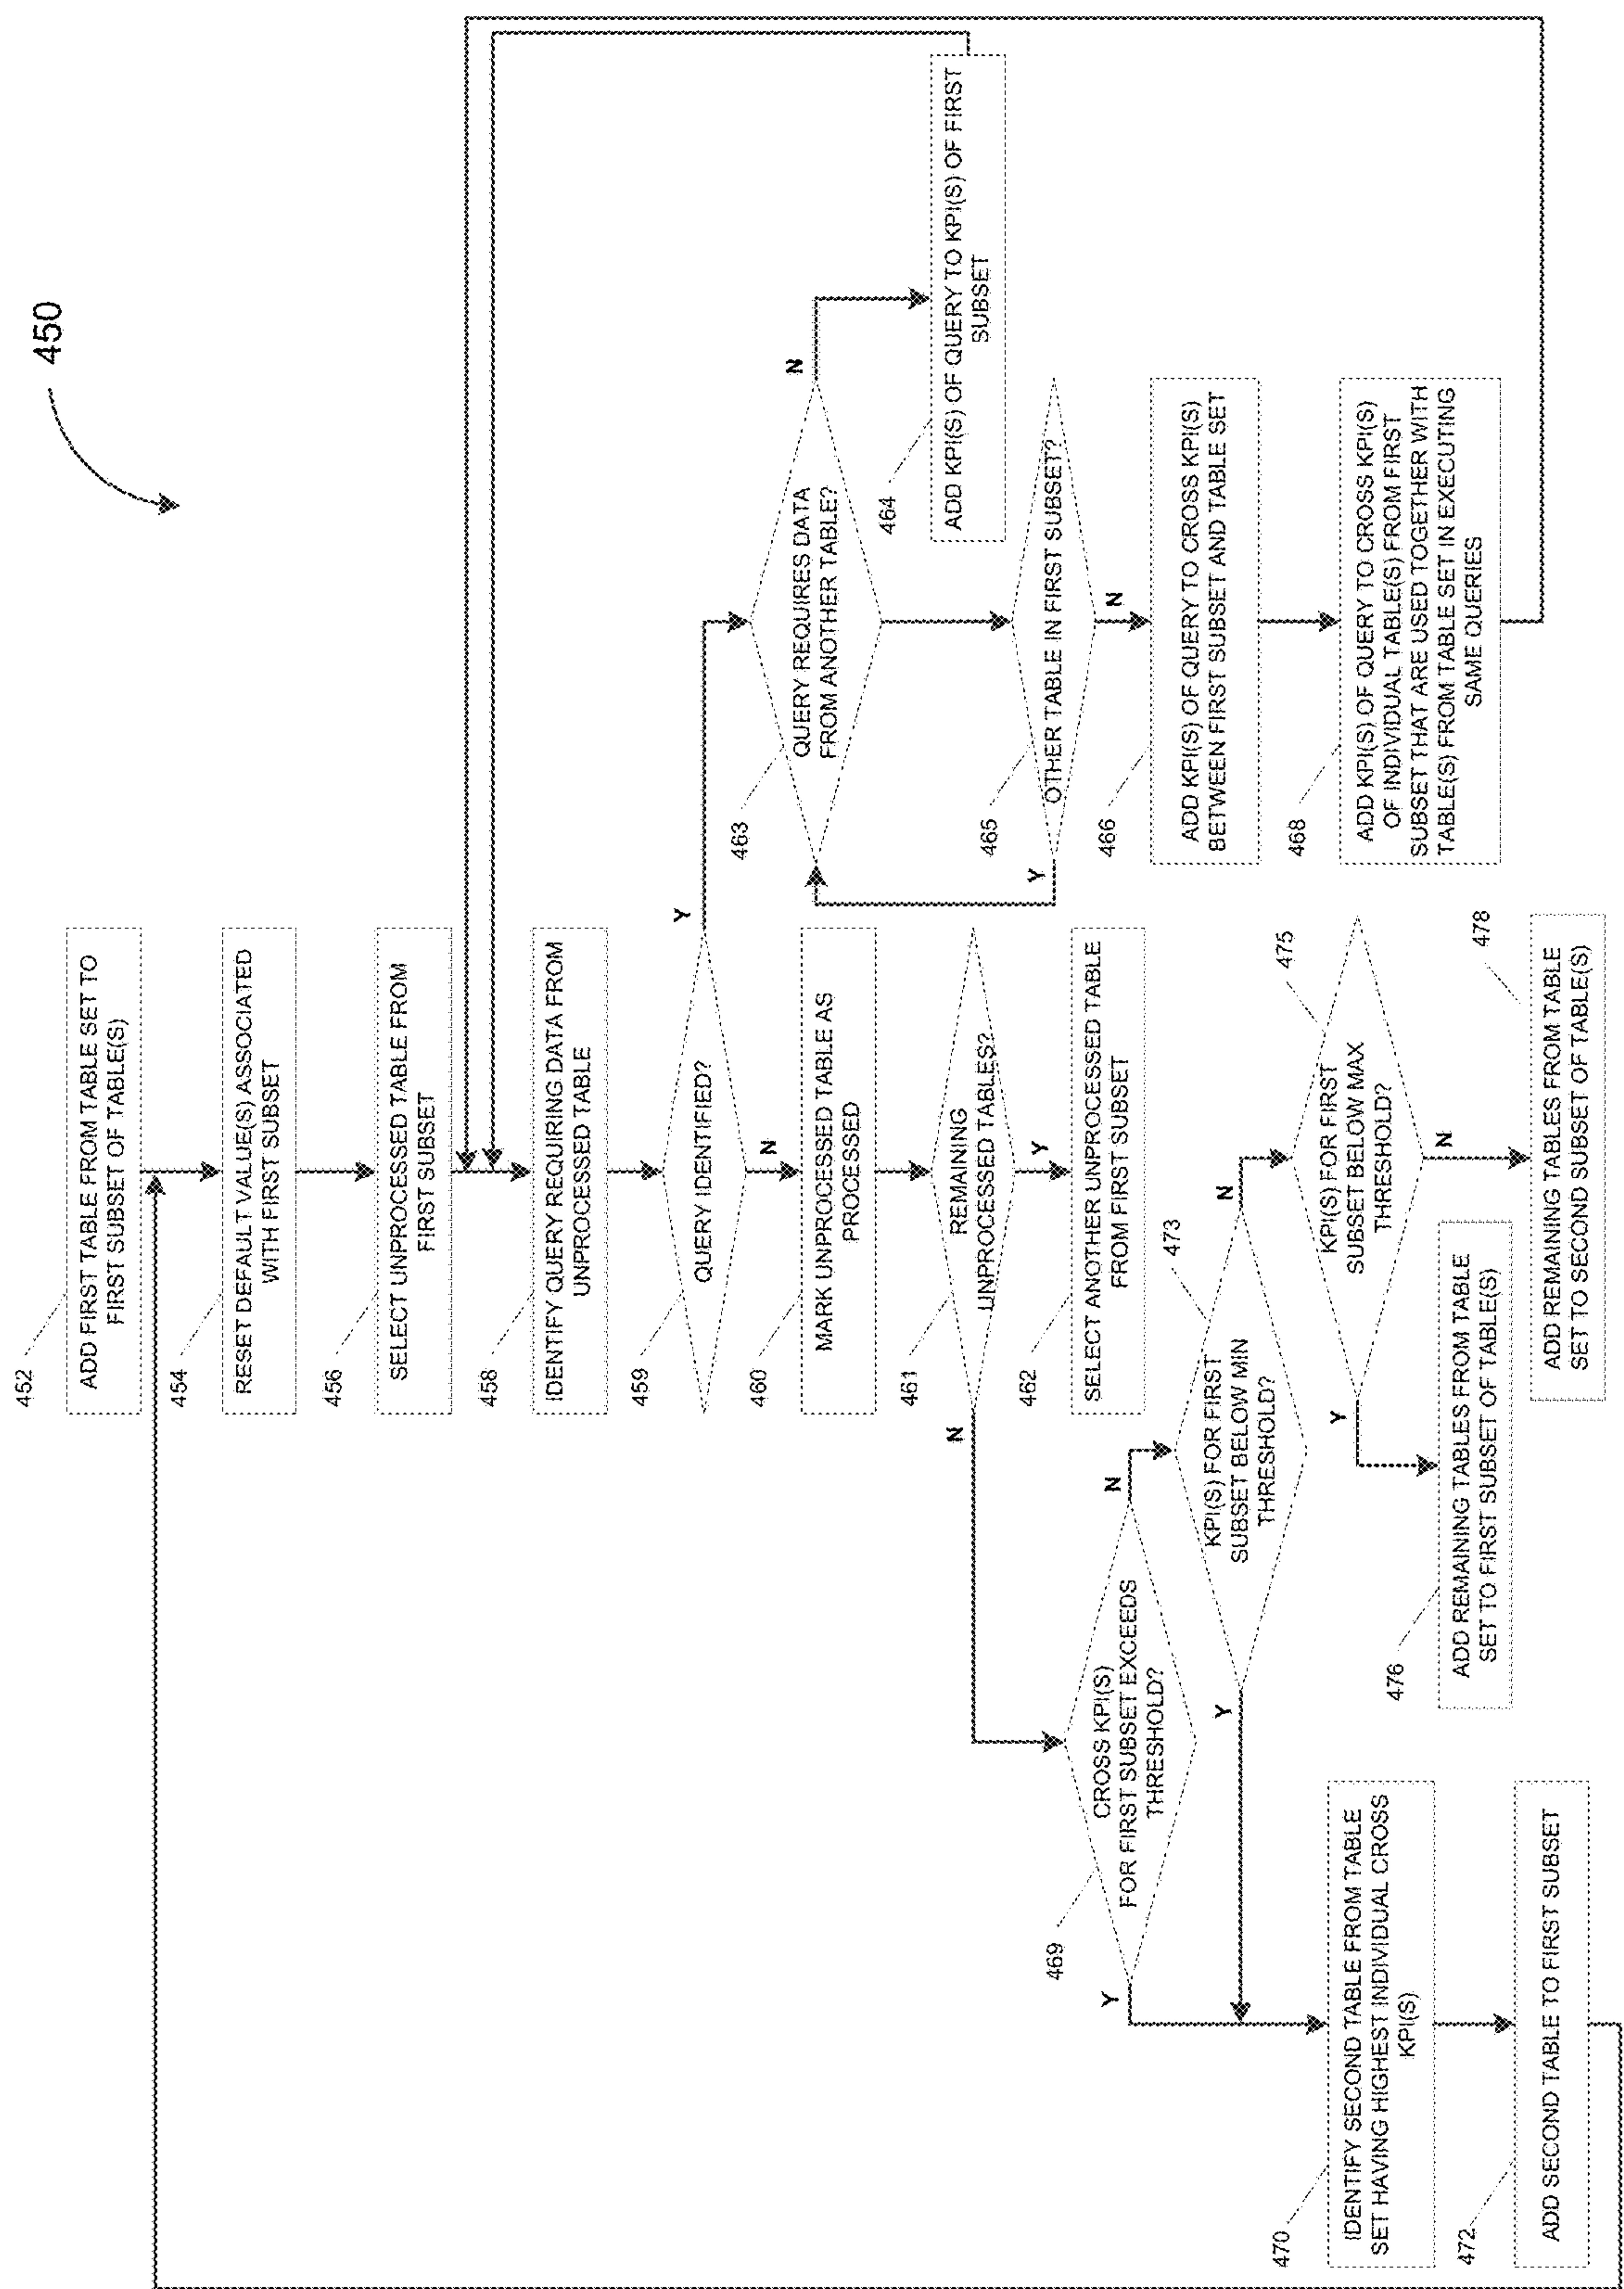 450
452
ADD FIRST TABLE FROM TABLE SET TO
FIRST SUBSET OF TABLE(S)
454
RESET DEFAULT VALUE(S) ASSOCIATED
WITH FIRST SUBSET
456
SELECT UNPROCESSED TABLE FROM
FIRST SUBSET
458
IDENTIFY QUERY REQUIRING DATA FROM
UNPROCESSED TABLE
459
QUERY IDENTIFIED?
Y
N
460
MARK UNPROCESSED TABLE AS
PROCESSED
461
REMAINING
UNPROCESSED TABLES?
N
Y
462
SELECT ANOTHER UNPROCESSED TABLE
FROM FIRST SUBSET
463
QUERY REQUIRES DATA
FROM ANOTHER TABLE?
N
464
ADD KPI(S) OF QUERY TO KPI(S) OF FIRST
SUBSET
465
OTHER TABLE IN FIRST SUBSET?
Y
N
466
ADD KPI(S) OF QUERY TO CROSS KPI(S)
BETWEEN FIRST SUBSET AND TABLE SET
468
ADD KPI(S) OF QUERY TO CROSS KPI(S)
OF INDIVIDUAL TABLE(S) FROM FIRST
SUBSET THAT ARE USED TOGETHER WITH
TABLE(S) FROM TABLE SET IN EXECUTING
SAME QUERIES
469
CROSS KPI(S)
FOR FIRST SUBSET EXCEEDS
THRESHOLD?
Y
N
470
IDENTIFY SECOND TABLE FROM TABLE
SET HAVING HIGHEST INDIVIDUAL CROSS
KPI(S)
472
ADD SECOND TABLE TO FIRST SUBSET
473
KPI(S) FOR FIRST
SUBSET BELOW MIN
THRESHOLD?
Y
N
475
KPI(S) FOR FIRST
SUBSET BELOW MAX
THRESHOLD?
Y
N
476
ADD REMAINING TABLES FROM TABLE
SET TO FIRST SUBSET OF TABLE(S)
478
ADD REMAINING TABLES FROM TABLE
SET TO SECOND SUBSET OF TABLE(S)